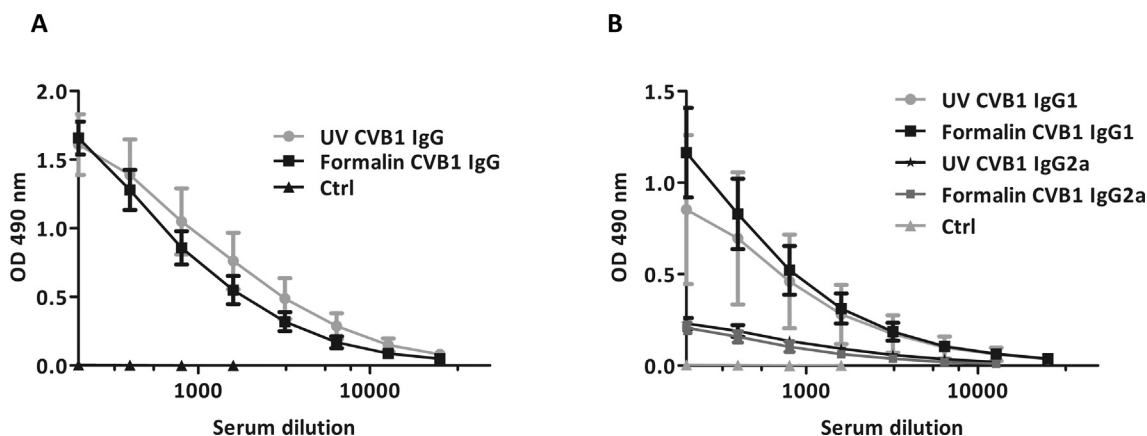 A
2.0
1.5
1.0
0.5
0.0
OD 490 nm
UV CVB1 IgG
Formalin CVB1 IgG
Ctrl
1000
10000
Serum dilution
B
1.5
1.0
0.5
0.0
OD 490 nm
UV CVB1 IgG1
Formalin CVB1 IgG1
UV CVB1 IgG2a
Formalin CVB1 IgG2a
Ctrl
1000
10000
Serum dilution